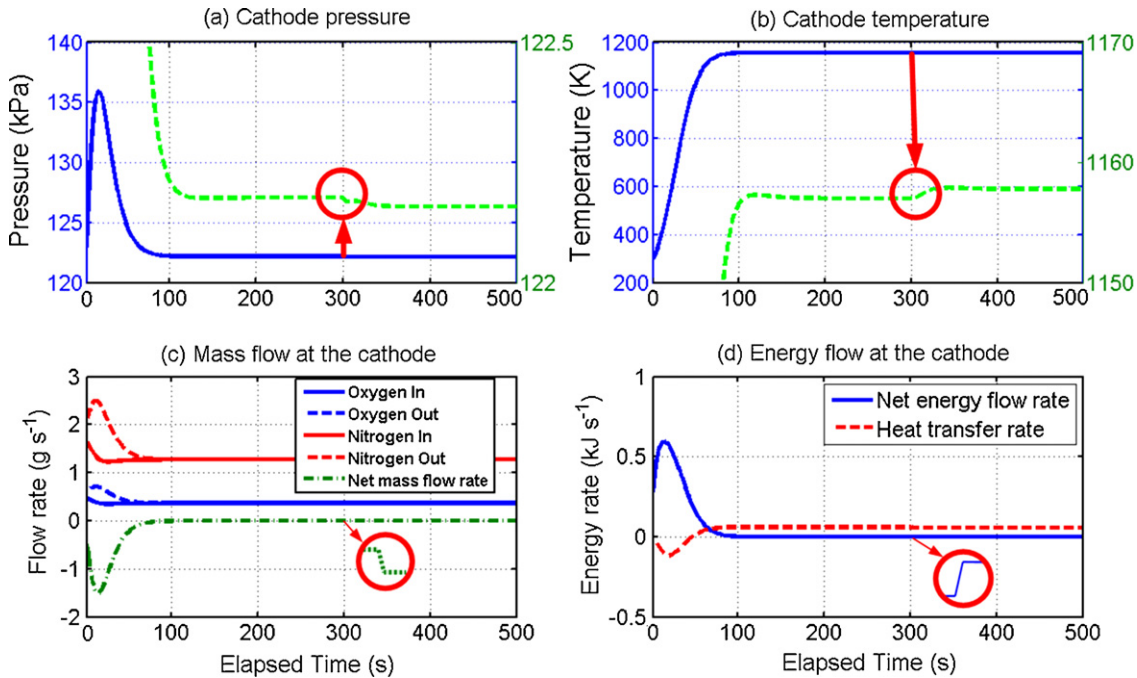 (a) Cathode pressure
(b) Cathode temperature
140
135
130
125
120
Pressure (kPa)
122.5
122
0
100
200
300
400
500
1200
1000
800
600
400
200
Temperature (K)
1170
1160
1150
0
100
200
300
400
500
(c) Mass flow at the cathode
(d) Energy flow at the cathode
3
2
1
0
-1
-2
Flow rate (g s⁻¹)
Oxygen In
Oxygen Out
Nitrogen In
Nitrogen Out
Net mass flow rate
0
100
200
300
400
500
Elapsed Time (s)
1
0.5
0
-0.5
Energy rate (kJ s⁻¹)
Net energy flow rate
Heat transfer rate
0
100
200
300
400
500
Elapsed Time (s)